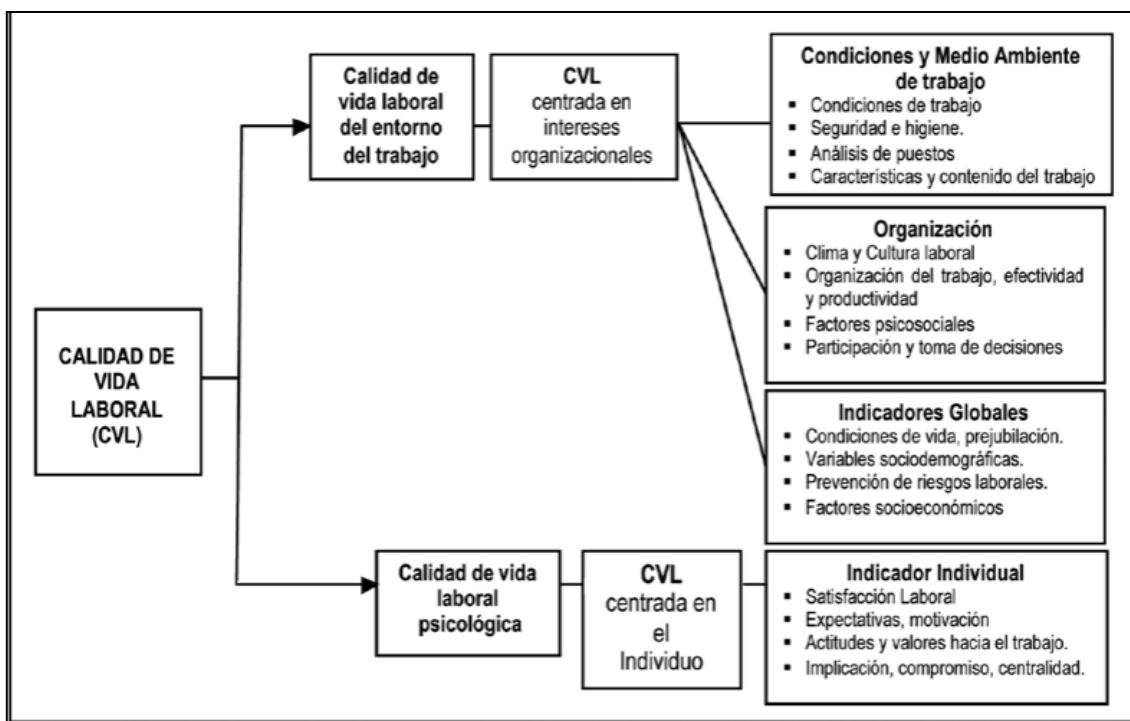 CALIDAD DE
VIDA
LABORAL
(CVL)
Calidad de
vida laboral
del entorno
del trabajo
CVL
centrada en
intereses
organizacionales
Condiciones y Medio Ambiente
de trabajo
▪ Condiciones de trabajo
▪ Seguridad e higiene.
▪ Análisis de puestos
▪ Características y contenido del trabajo
Organización
▪ Clima y Cultura laboral
▪ Organización del trabajo, efectividad
y productividad
▪ Factores psicosociales
▪ Participación y toma de decisiones
Indicadores Globales
▪ Condiciones de vida, prejubilación.
▪ Variables sociodemográficas.
▪ Prevención de riesgos laborales.
▪ Factores socioeconómicos
Calidad de vida
laboral
psicológica
CVL
centrada en
el
Individuo
Indicador Individual
▪ Satisfacción Laboral
▪ Expectativas, motivación
▪ Actitudes y valores hacia el trabajo.
▪ Implicación, compromiso, centralidad.